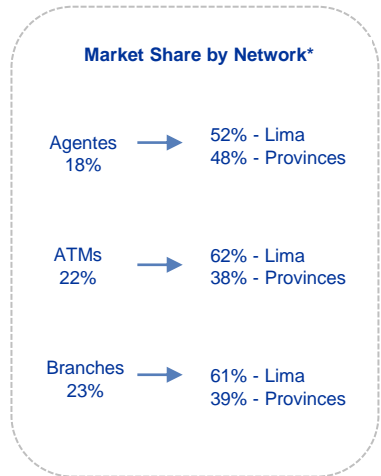 Market Share by Network*
Agentes
18%
52% - Lima
48% - Provinces
ATMs
22%
62% - Lima
38% - Provinces
Branches
23%
61% - Lima
39% - Provinces